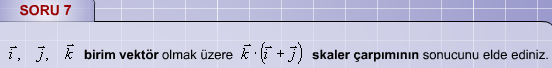 SORU 7
i⃗ , j⃗, k⃗ birim vektör olmak üzere k⃗ · (i⃗ + j⃗) skaler çarpımının sonucunu elde ediniz.